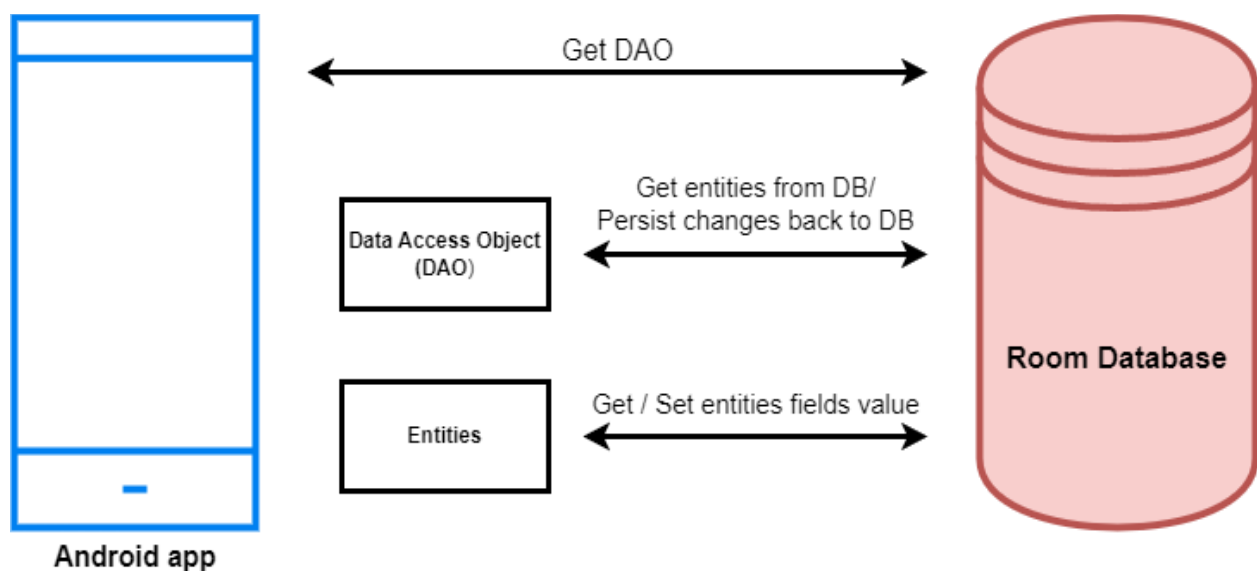 Get DAO
Get entities from DB/
Persist changes back to DB
Data Access Object
(DAO)
Room Database
Get / Set entities fields value
Entities
Android app